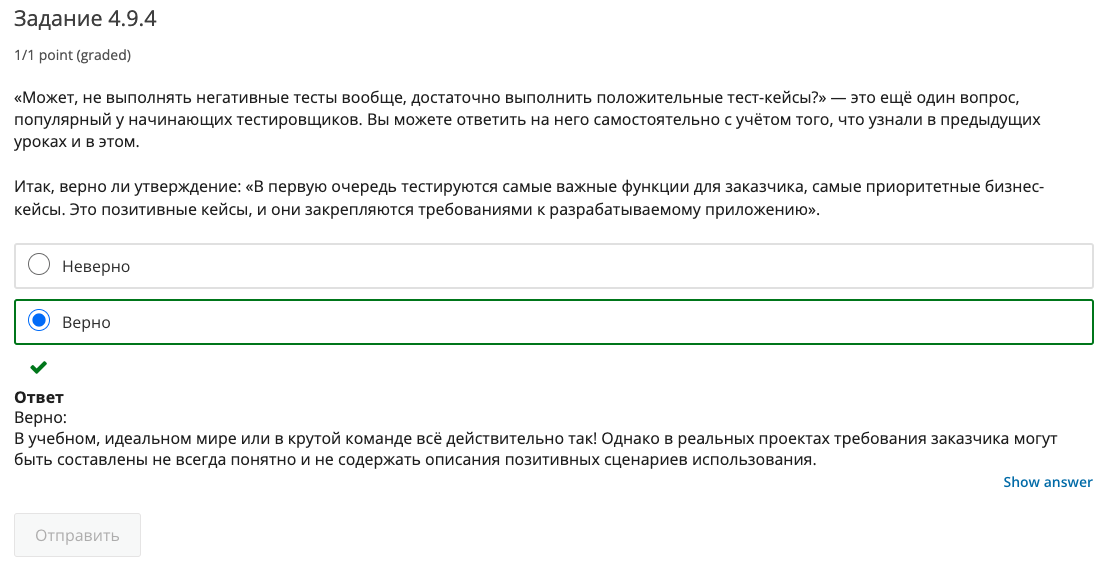 Задание 4.9.4
1/1 point (graded)
«Может, не выполнять негативные тесты вообще, достаточно выполнить положительные тест-кейсы?» — это ещё один вопрос,
популярный у начинающих тестировщиков. Вы можете ответить на него самостоятельно с учётом того, что узнали в предыдущих
уроках и в этом.
Итак, верно ли утверждение: «В первую очередь тестируются самые важные функции для заказчика, самые приоритетные бизнес-
кейсы. Это позитивные кейсы, и они закрепляются требованиями к разрабатываемому приложению».
Неверно
Верно
Ответ
Верно:
В учебном, идеальном мире или в крутой команде всё действительно так! Однако в реальных проектах требования заказчика могут
быть составлены не всегда понятно и не содержать описания позитивных сценариев использования.
Show answer
Отправить